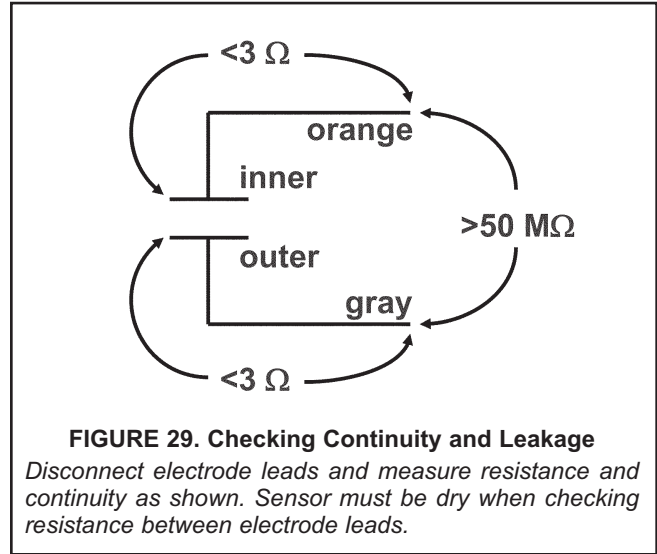 <3 Ω
orange
inner
>50 MΩ
outer
gray
<3 Ω
FIGURE 29. Checking Continuity and Leakage
Disconnect electrode leads and measure resistance and
continuity as shown. Sensor must be dry when checking
resistance between electrode leads.